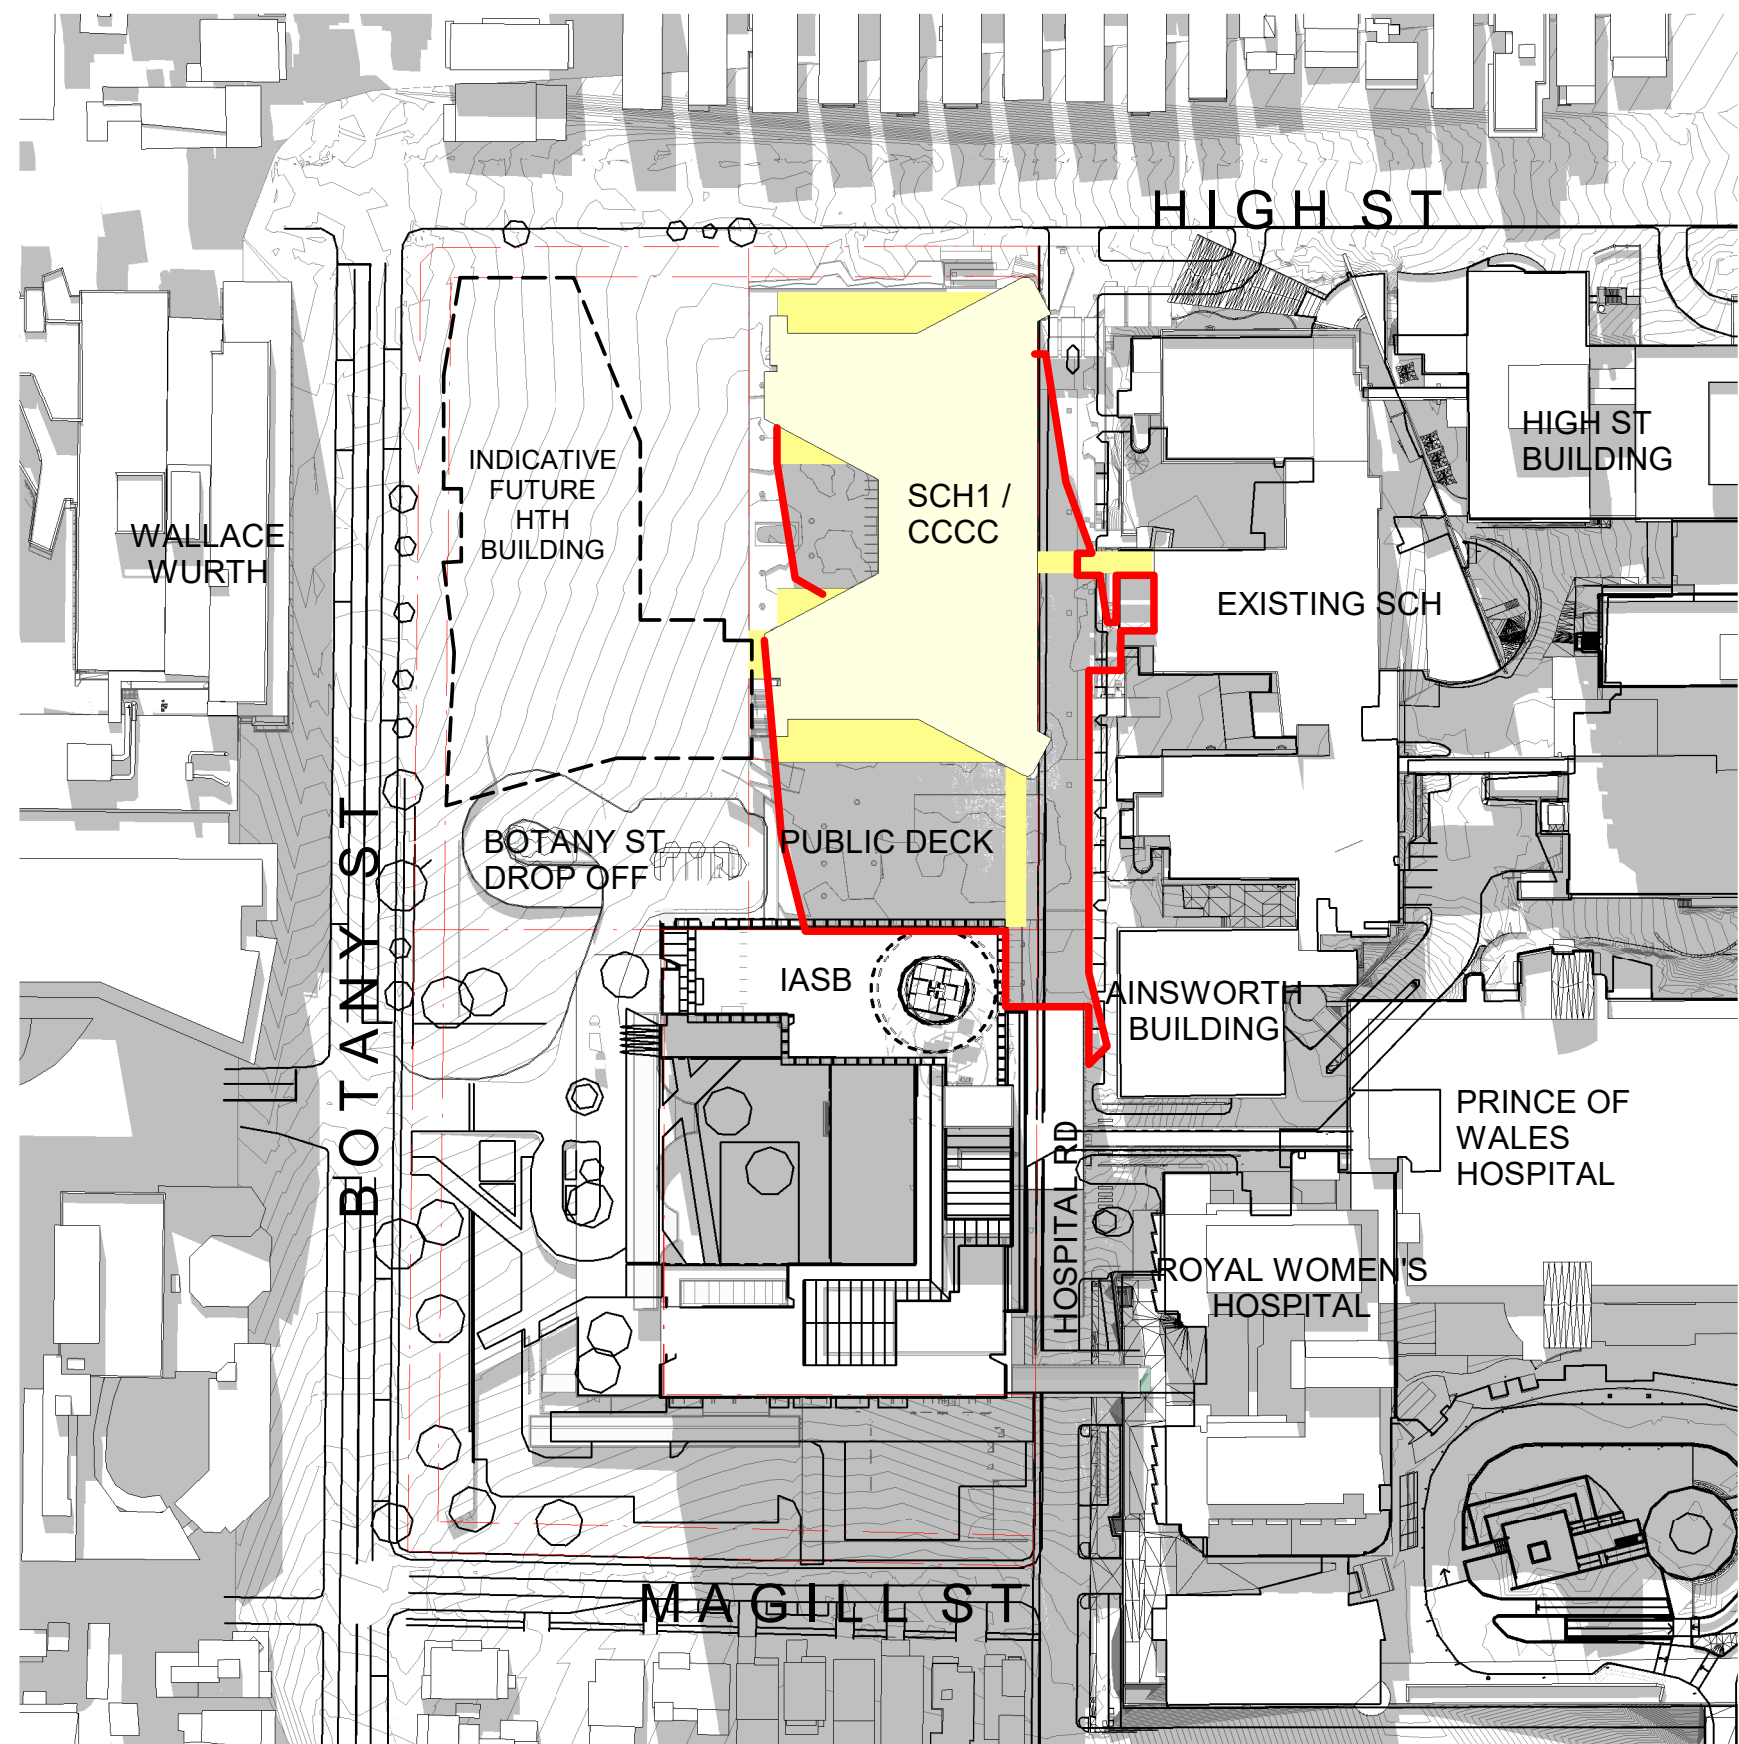 HIGH ST
HIGH ST
BUILDING
INDICATIVE
FUTURE
HTH
BUILDING
SCH1 /
CCCC
WALLACE
WURTH
EXISTING SCH
BOTANY ST
DROP OFF
PUBLIC DECK
BOTANY ST
IASB
AINSWORTH
BUILDING
PRINCE OF
WALES
HOSPITAL
HOSPITAL RD
ROYAL WOMEN'S
HOSPITAL
MAGILL ST